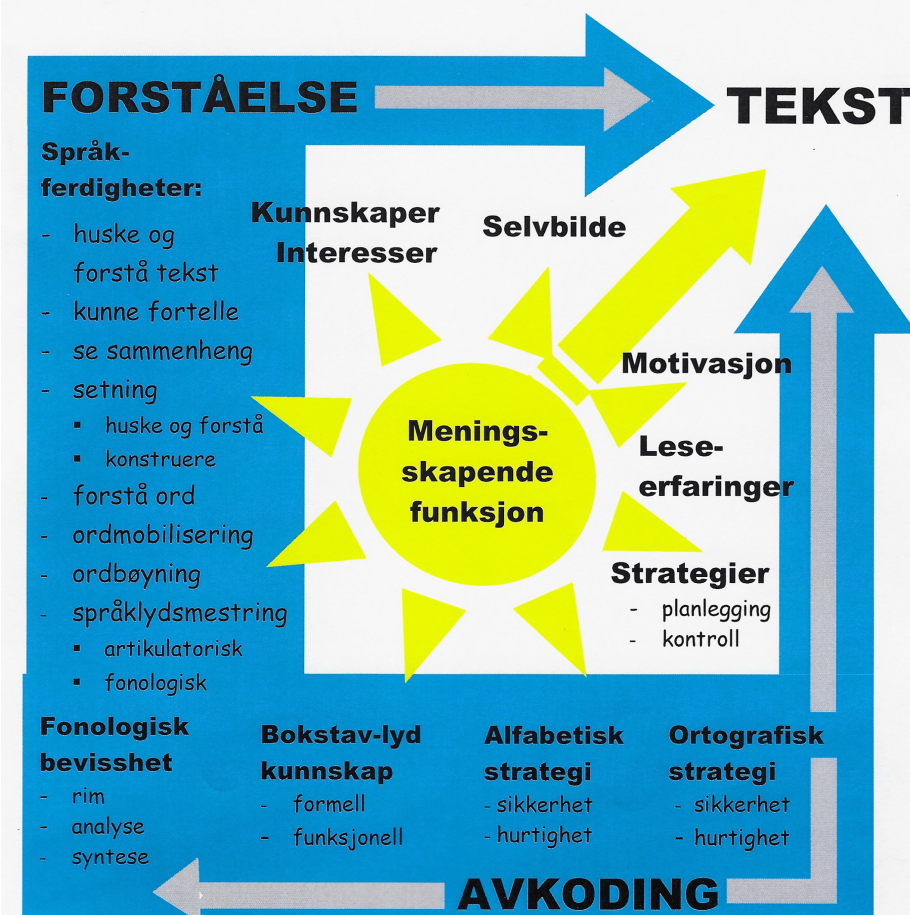 FORSTÅELSE
TEKST
Språk-
ferdigheter:
- huske og
forstå tekst
- kunne fortelle
- se sammenheng
- setning
▪ huske og forstå
▪ konstruere
- forstå ord
- ordmobilisering
- ordbøyning
- språklydsmestring
▪ artikulatorisk
▪ fonologisk
Kunnskaper
Interesser
Selvbilde
Motivasjon
Lese-
erfaringer
Strategier
- planlegging
- kontroll
Menings-
skapende
funksjon
Fonologisk
bevissthet
- rim
- analyse
- syntese
Bokstav-lyd
kunnskap
- formell
- funksjonell
Alfabetisk
strategi
- sikkerhet
- hurtighet
Ortografisk
strategi
- sikkerhet
- hurtighet
AVKODING